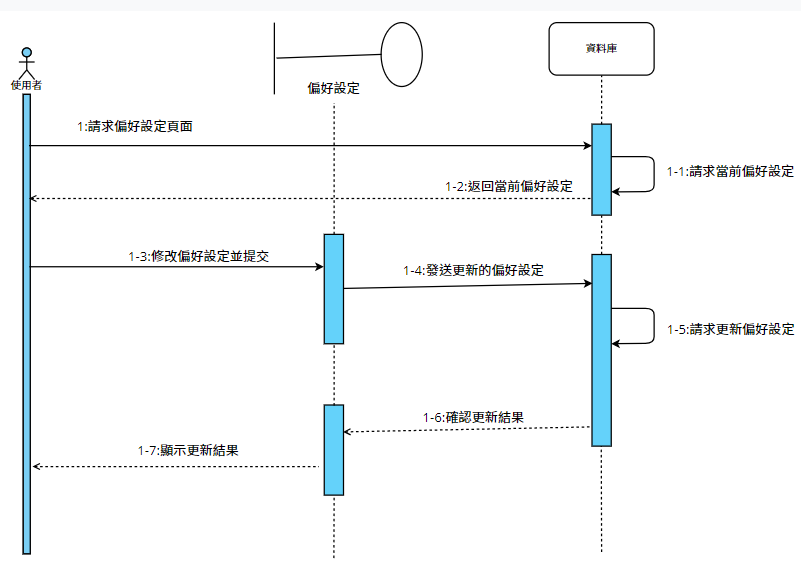 使用者
偏好設定
資料庫
1:請求偏好設定頁面
1-1:請求當前偏好設定
1-2:返回當前偏好設定
1-3:修改偏好設定並提交
1-4:發送更新的偏好設定
1-5:請求更新偏好設定
1-6:確認更新結果
1-7:顯示更新結果